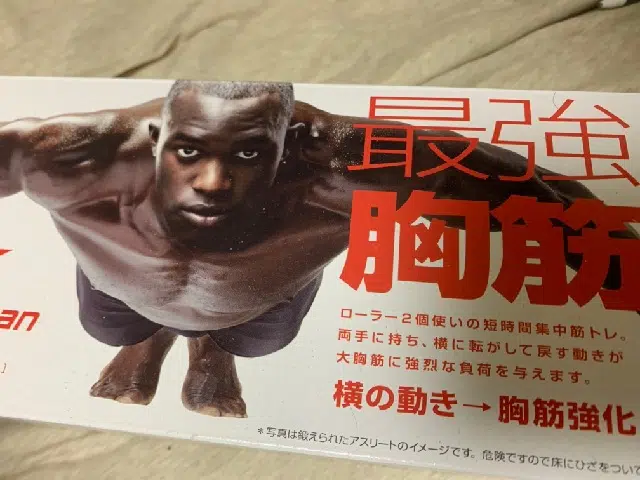 最強
胸筋
an
ローラー2個使いの短時間集中筋トレ。
両手に持ち、横に転がして戻す動きが
大胸筋に強烈な負荷を与えます。
横の動き→胸筋強化
]
*写真は鍛えられたアスリートのイメージです。危険ですので床にひざをついて